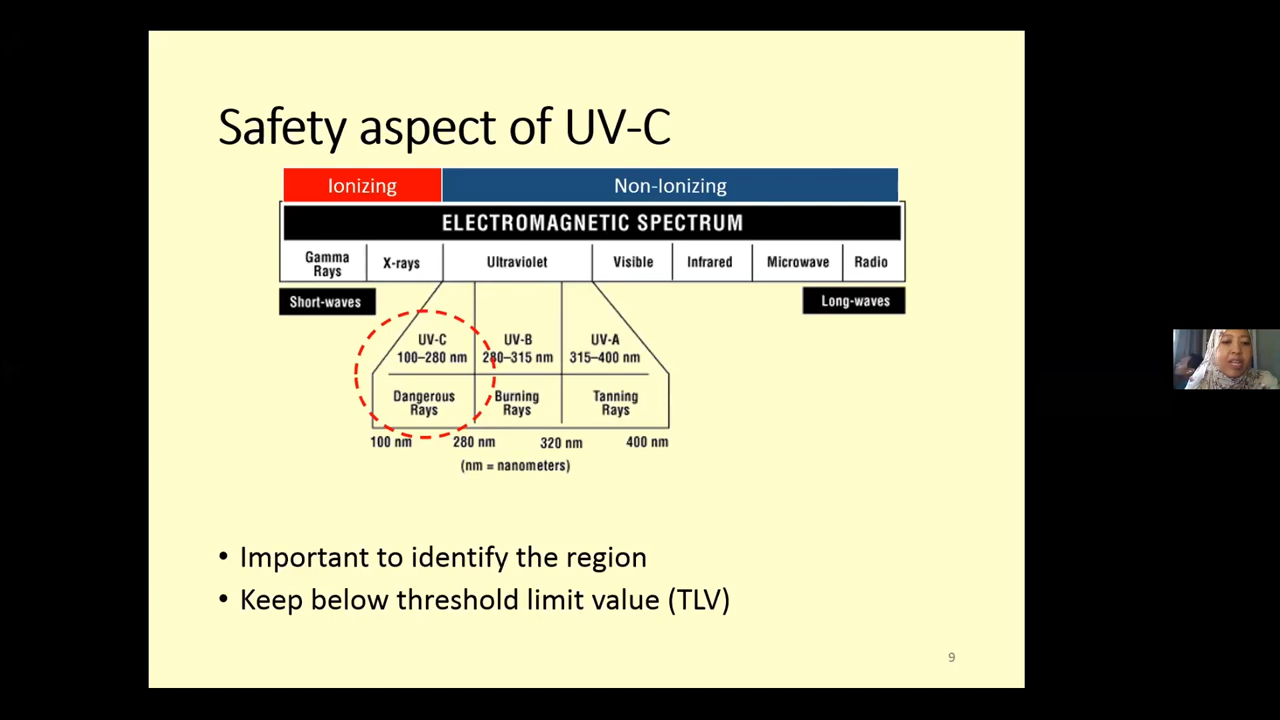 Safety aspect of UV-C
Ionizing Non-Ionizing
ELECTROMAGNETIC SPECTRUM
Gamma Rays X-rays Ultraviolet Visible Infrared Microwave Radio
Short-waves Long-waves
UV-C UV-B UV-A
100–280 nm 280–315 nm 315–400 nm
Dangerous Burning Tanning
Rays Rays Rays
100 nm 280 nm 320 nm 400 nm
(nm = nanometers)
• Important to identify the region
• Keep below threshold limit value (TLV)
9